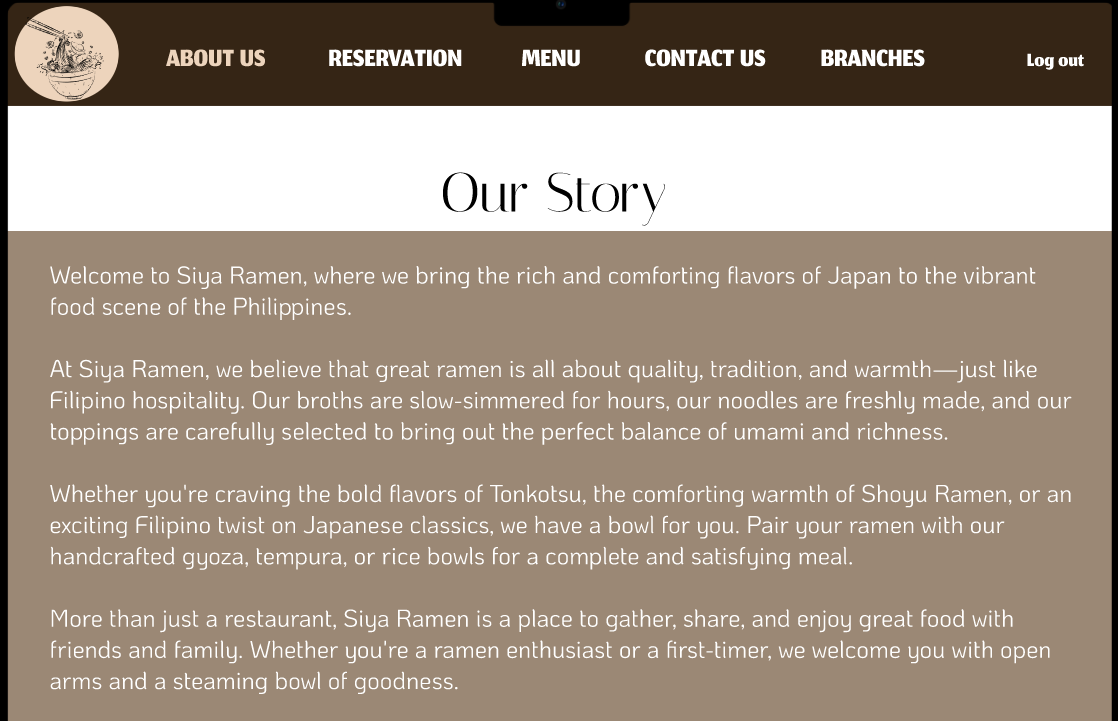 ABOUT US RESERVATION MENU CONTACT US BRANCHES Log out
Our Story
Welcome to Siya Ramen, where we bring the rich and comforting flavors of Japan to the vibrant
food scene of the Philippines.
At Siya Ramen, we believe that great ramen is all about quality, tradition, and warmth—just like
Filipino hospitality. Our broths are slow-simmered for hours, our noodles are freshly made, and our
toppings are carefully selected to bring out the perfect balance of umami and richness.
Whether you're craving the bold flavors of Tonkotsu, the comforting warmth of Shoyu Ramen, or an
exciting Filipino twist on Japanese classics, we have a bowl for you. Pair your ramen with our
handcrafted gyoza, tempura, or rice bowls for a complete and satisfying meal.
More than just a restaurant, Siya Ramen is a place to gather, share, and enjoy great food with
friends and family. Whether you're a ramen enthusiast or a first-timer, we welcome you with open
arms and a steaming bowl of goodness.